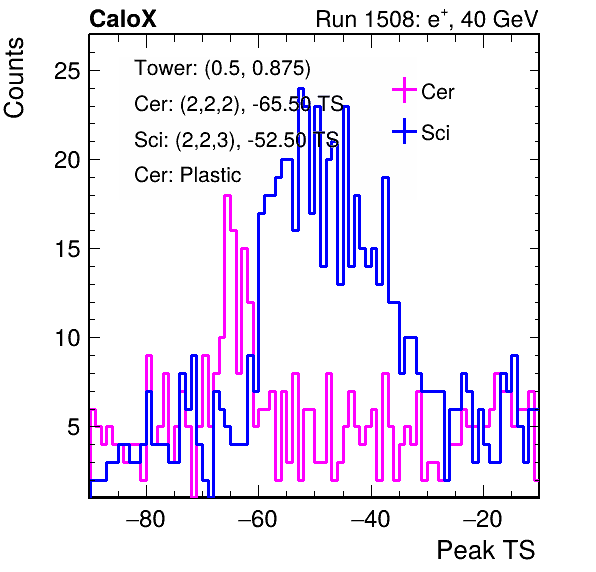 CaloX Run 1508: e+, 40 GeV
Counts
Tower: (0.5, 0.875)
Cer: (2,2,2), -65.50 TS
Sci: (2,2,3), -52.50 TS
Cer: Plastic
Cer
Sci
25
20
15
10
5
−80 −60 −40 −20
Peak TS